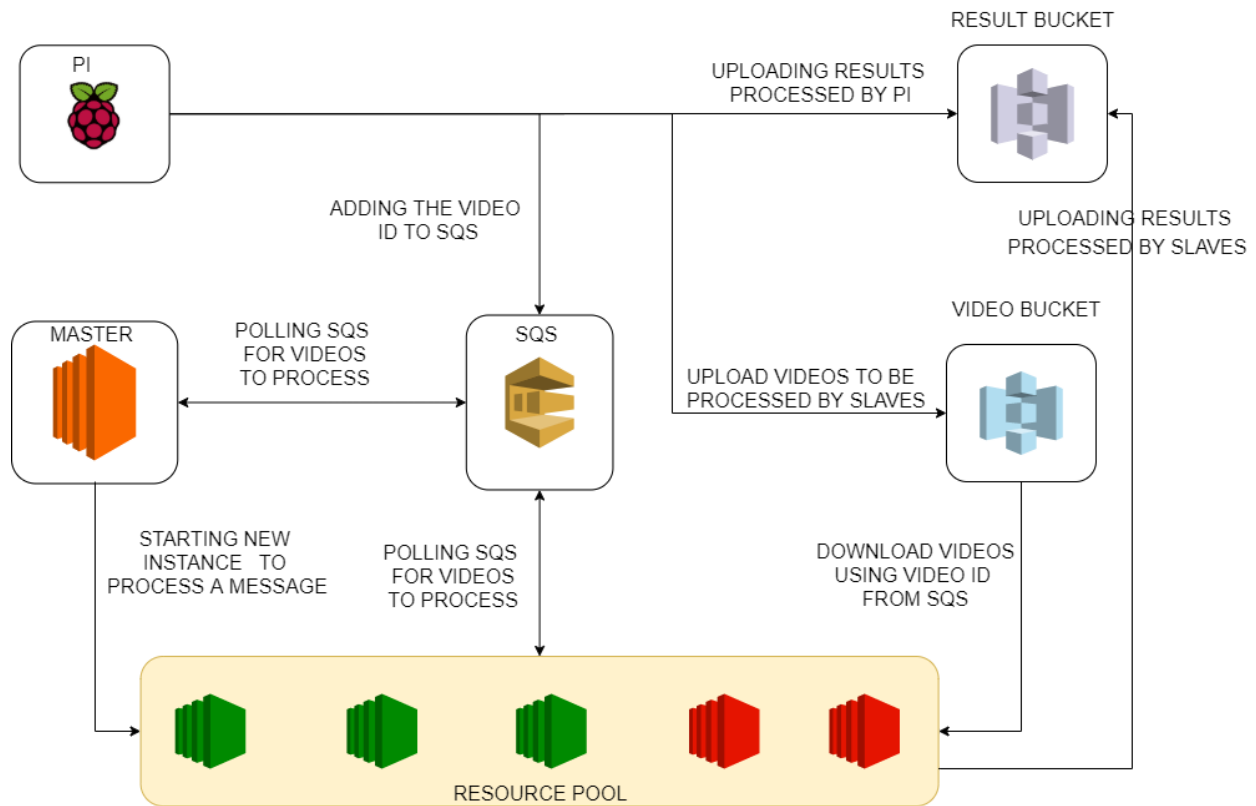 RESULT BUCKET
PI
UPLOADING RESULTS
PROCESSED BY PI
ADDING THE VIDEO
ID TO SQS
UPLOADING RESULTS
PROCESSED BY SLAVES
MASTER
POLLING SQS
FOR VIDEOS
TO PROCESS
SQS
VIDEO BUCKET
UPLOAD VIDEOS TO BE
PROCESSED BY SLAVES
STARTING NEW
INSTANCE TO
PROCESS A MESSAGE
POLLING SQS
FOR VIDEOS
TO PROCESS
DOWNLOAD VIDEOS
USING VIDEO ID
FROM SQS
RESOURCE POOL